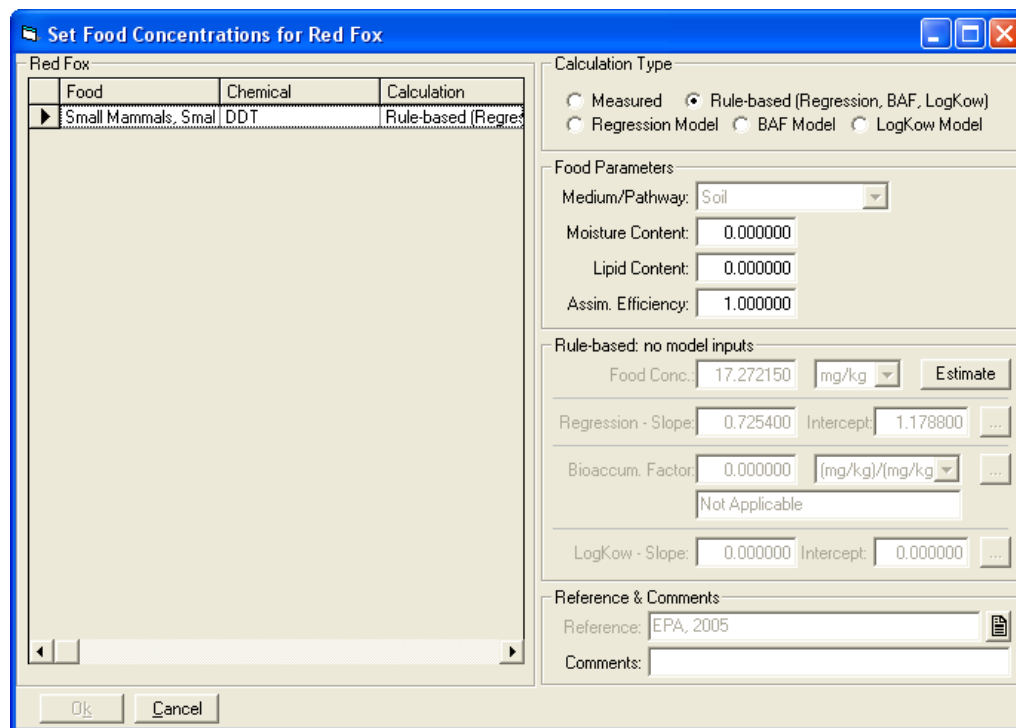 Set Food Concentrations for Red Fox
Red Fox
Food Chemical Calculation
Small Mammals, Smal DDT Rule-based (Regres
Calculation Type
Measured Rule-based (Regression, BAF, LogKow)
Regression Model BAF Model LogKow Model
Food Parameters
Medium/Pathway: Soil
Moisture Content: 0.000000
Lipid Content: 0.000000
Assim. Efficiency: 1.000000
Rule-based: no model inputs
Food Conc.: 17.272150 mg/kg Estimate
Regression - Slope: 0.725400 Intercept: 1.178800 ...
Bioaccum. Factor: 0.000000 (mg/kg)/(mg/kg ...
Not Applicable
LogKow - Slope: 0.000000 Intercept: 0.000000 ...
Reference & Comments
Reference: EPA, 2005
Comments:
Ok Cancel